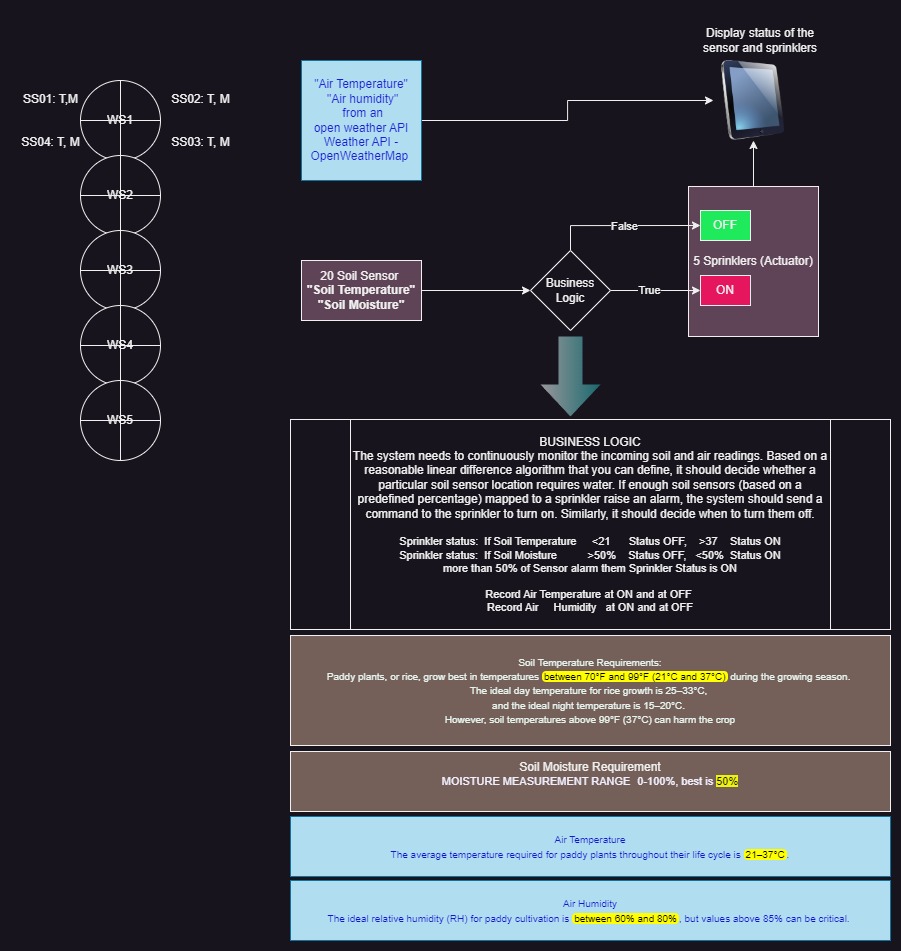 Display status of the
sensor and sprinklers
SS01: T,M
SS02: T, M
WS1
SS04: T, M
SS03: T, M
WS2
WS3
WS4
WS5
"Air Temperature"
"Air humidity"
from an
open weather API
Weather API -
OpenWeatherMap
20 Soil Sensor
"Soil Temperature"
"Soil Moisture"
Business
Logic
False
True
OFF
5 Sprinklers (Actuator)
ON
BUSINESS LOGIC
The system needs to continuously monitor the incoming soil and air readings. Based on a
reasonable linear difference algorithm that you can define, it should decide whether a
particular soil sensor location requires water. If enough soil sensors (based on a
predefined percentage) mapped to a sprinkler raise an alarm, the system should send a
command to the sprinkler to turn on. Similarly, it should decide when to turn them off.
Sprinkler status: If Soil Temperature <21 Status OFF, >37 Status ON
Sprinkler status: If Soil Moisture >50% Status OFF, <50% Status ON
more than 50% of Sensor alarm them Sprinkler Status is ON
Record Air Temperature at ON and at OFF
Record Air Humidity at ON and at OFF
Soil Temperature Requirements:
Paddy plants, or rice, grow best in temperatures between 70°F and 99°F (21°C and 37°C) during the growing season.
The ideal day temperature for rice growth is 25–33°C,
and the ideal night temperature is 15–20°C.
However, soil temperatures above 99°F (37°C) can harm the crop
Soil Moisture Requirement
MOISTURE MEASUREMENT RANGE 0-100%, best is 50%
Air Temperature
The average temperature required for paddy plants throughout their life cycle is 21–37°C.
Air Humidity
The ideal relative humidity (RH) for paddy cultivation is between 60% and 80%, but values above 85% can be critical.